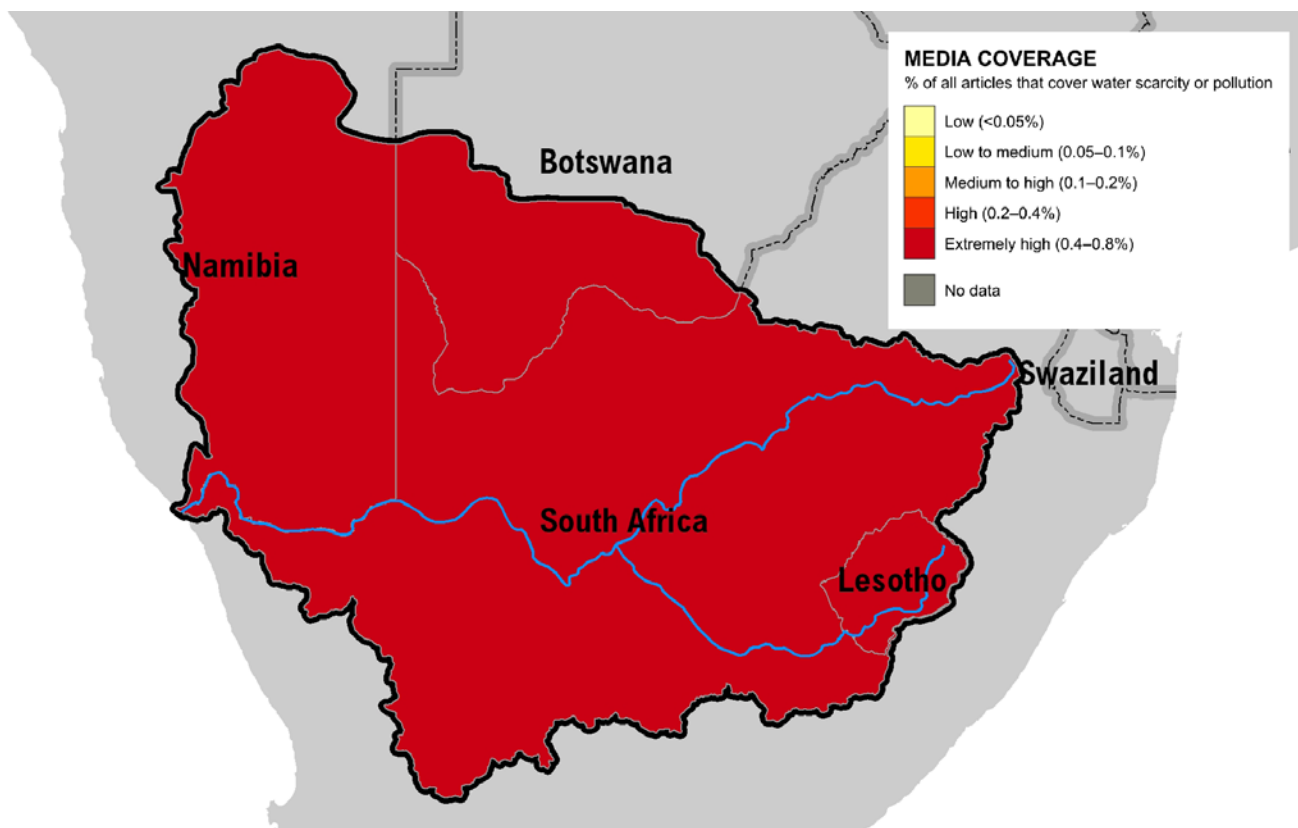 MEDIA COVERAGE
% of all articles that cover water scarcity or pollution
Low (<0.05%)
Low to medium (0.05–0.1%)
Medium to high (0.1–0.2%)
High (0.2–0.4%)
Extremely high (0.4–0.8%)
No data
Botswana
Namibia
Swaziland
South Africa
Lesotho